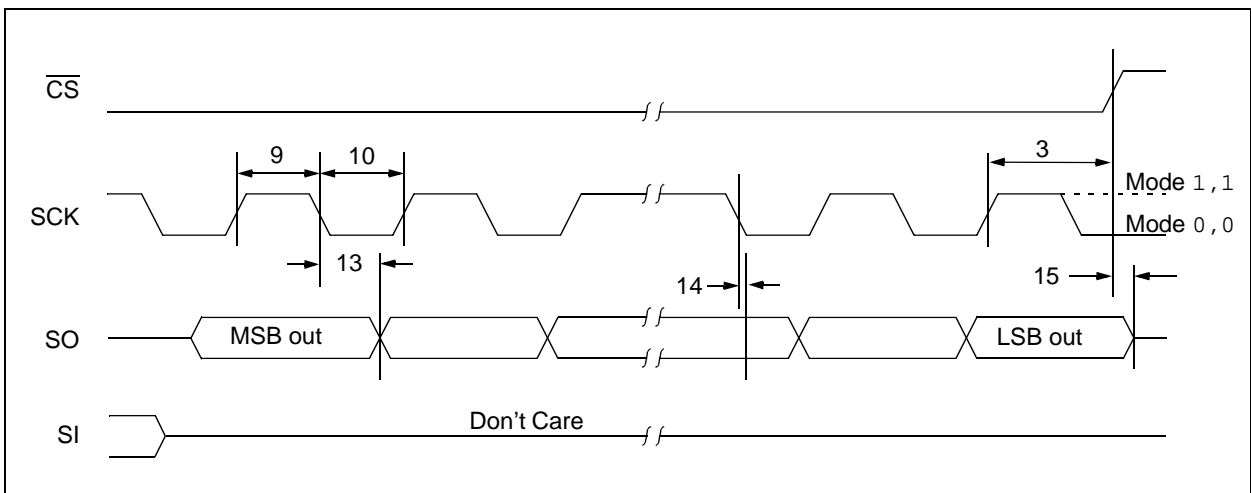 CS
9
10
3
SCK
Mode 1,1
Mode 0,0
13
14
15
SO
MSB out
LSB out
SI
Don't Care